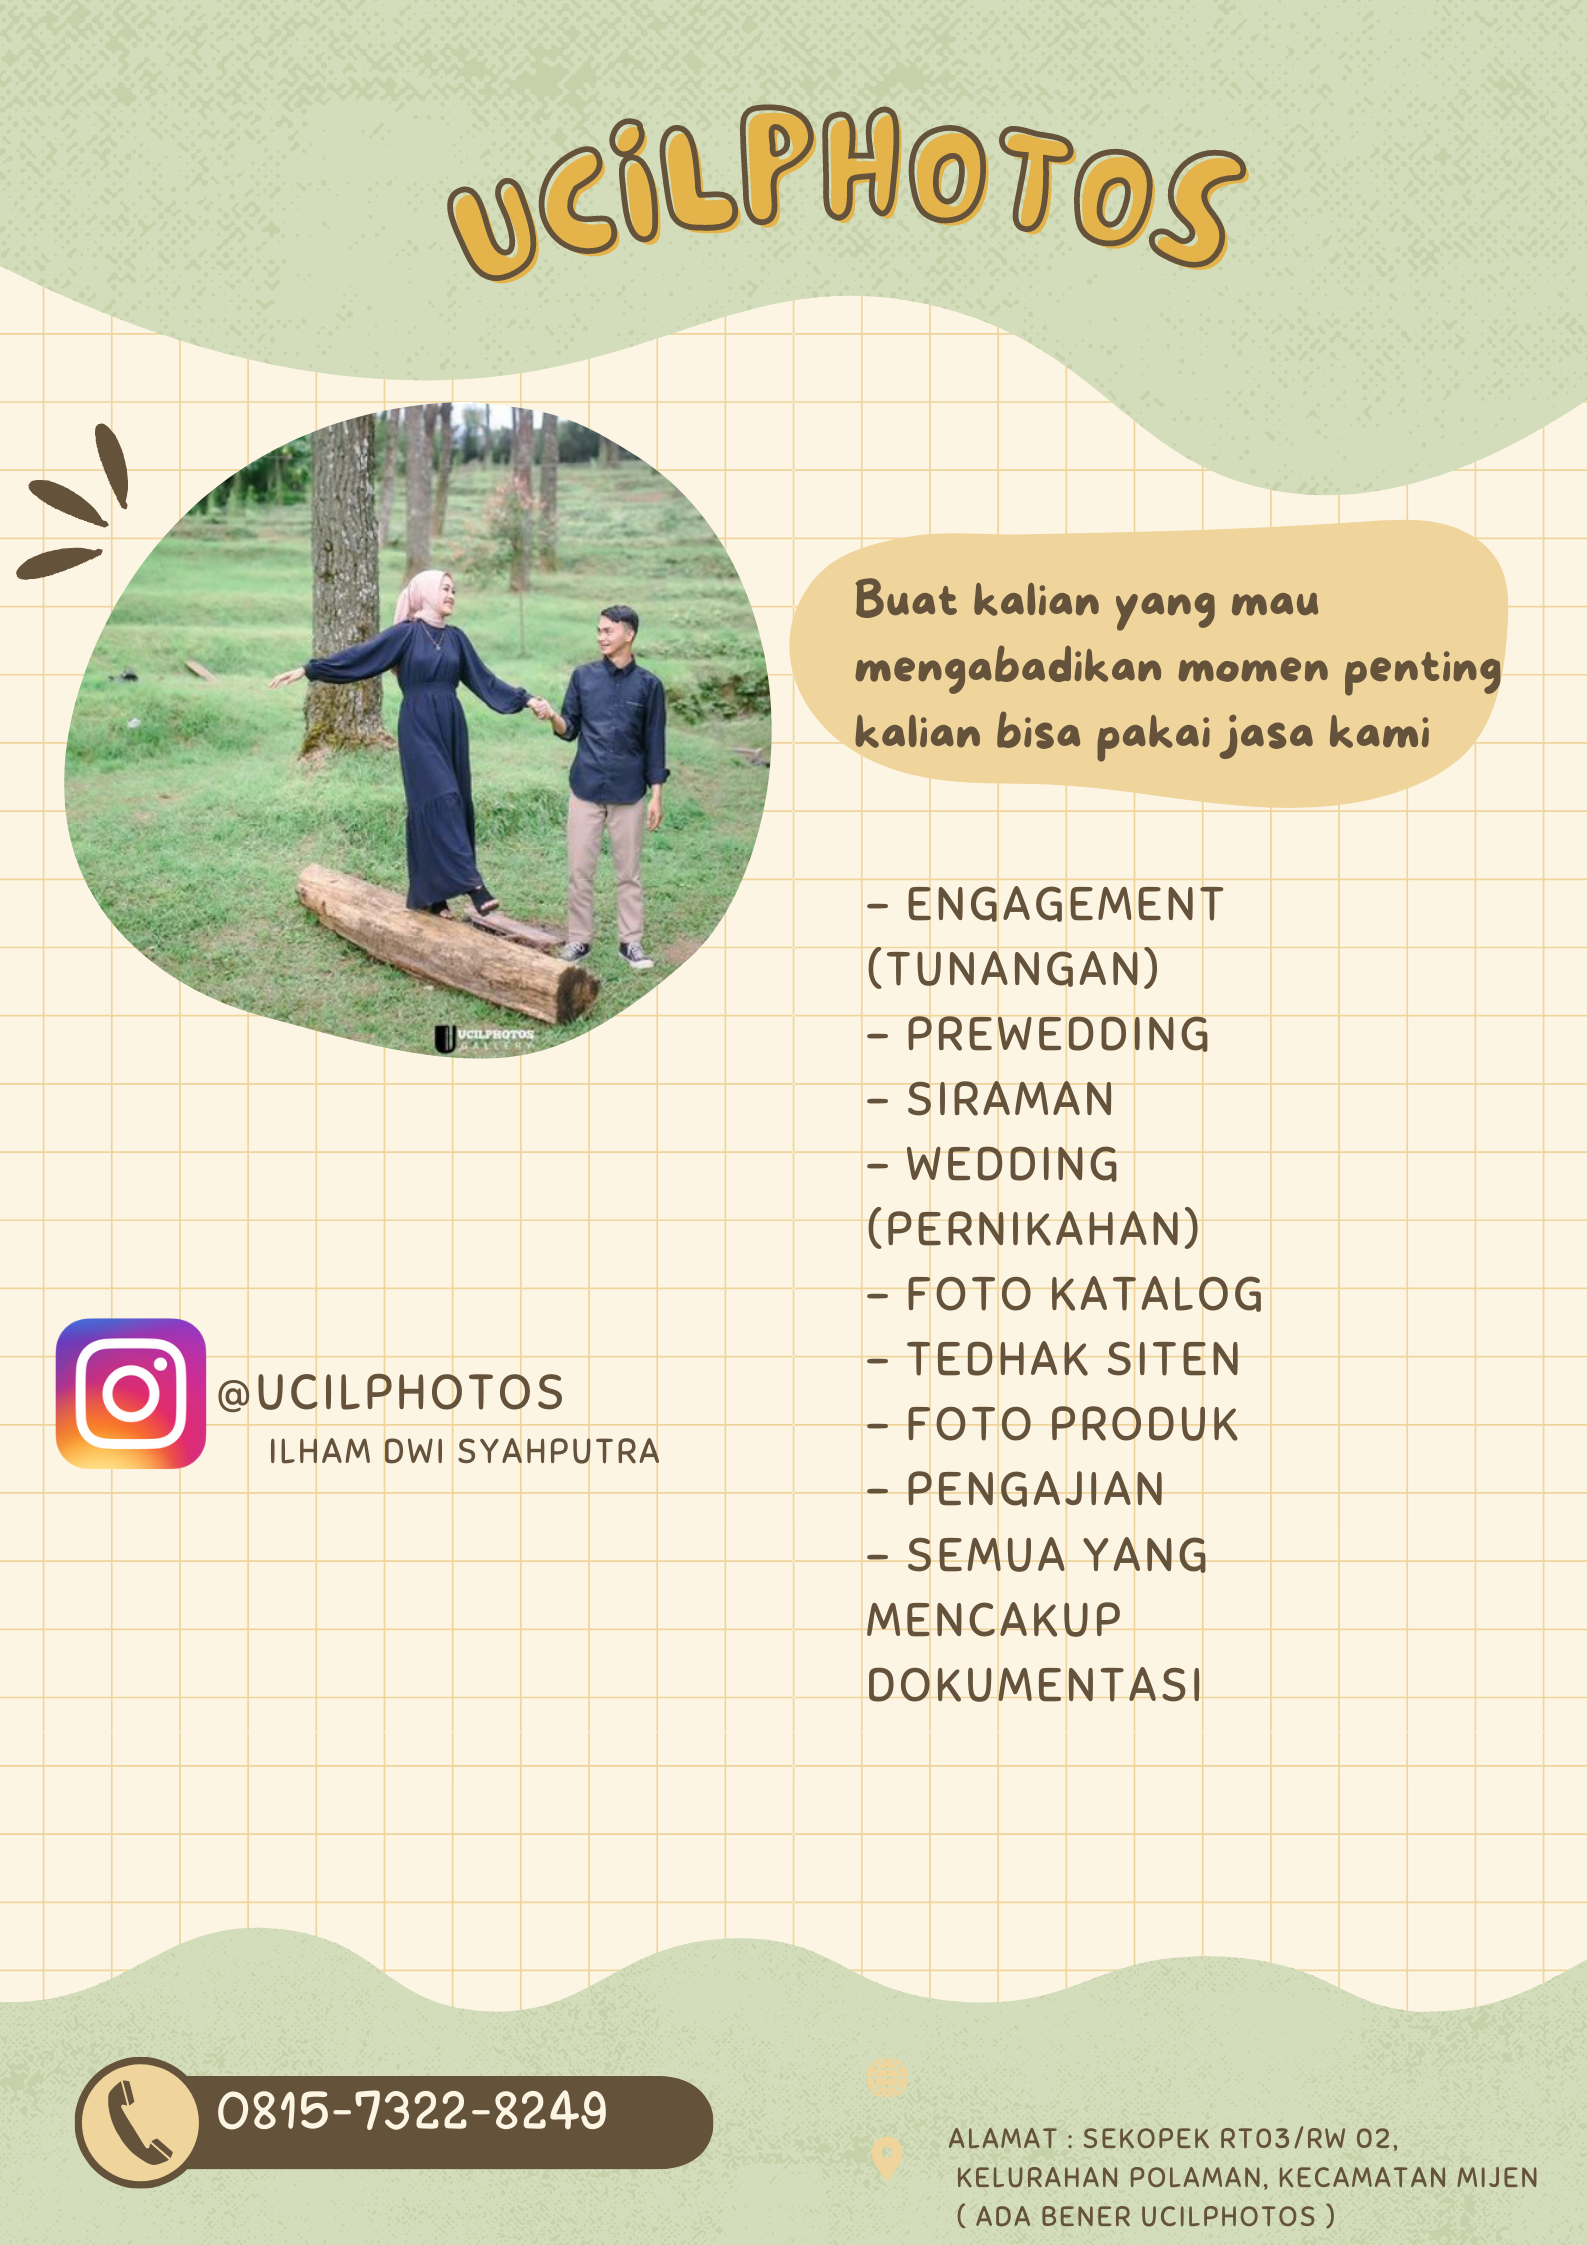 UCILPHOTOS
Buat kalian yang mau
mengabadikan momen penting
kalian bisa pakai jasa kami
- ENGAGEMENT
(TUNANGAN)
- PREWEDDING
- SIRAMAN
- WEDDING
(PERNIKAHAN)
- FOTO KATALOG
- TEDHAK SITEN
- FOTO PRODUK
- PENGAJIAN
- SEMUA YANG
MENCAKUP
DOKUMENTASI
UCILPHOTOS
GALLERY
@UCILPHOTOS
ILHAM DWI SYAHPUTRA
0815-7322-8249
ALAMAT : SEKOPEK RT03/RW 02,
KELURAHAN POLAMAN, KECAMATAN MIJEN
( ADA BENER UCILPHOTOS )